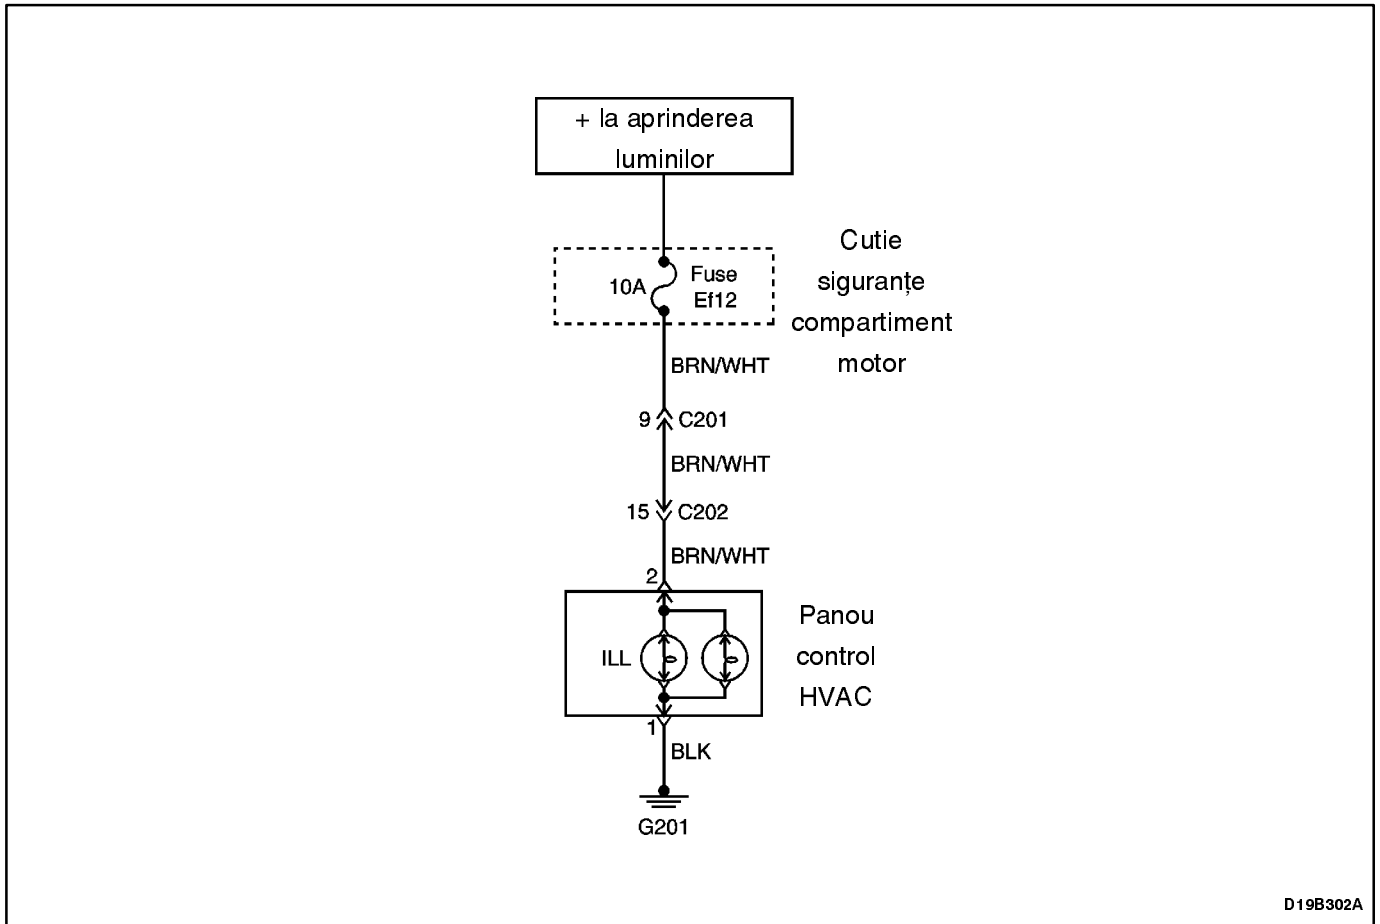 + la aprinderea
luminilor
Cutie
siguranțe
compartiment
motor
10A
Fuse
Ef12
BRN/WHT
9
C201
BRN/WHT
15
C202
BRN/WHT
2
ILL
Panou
control
HVAC
1
BLK
G201
D19B302A